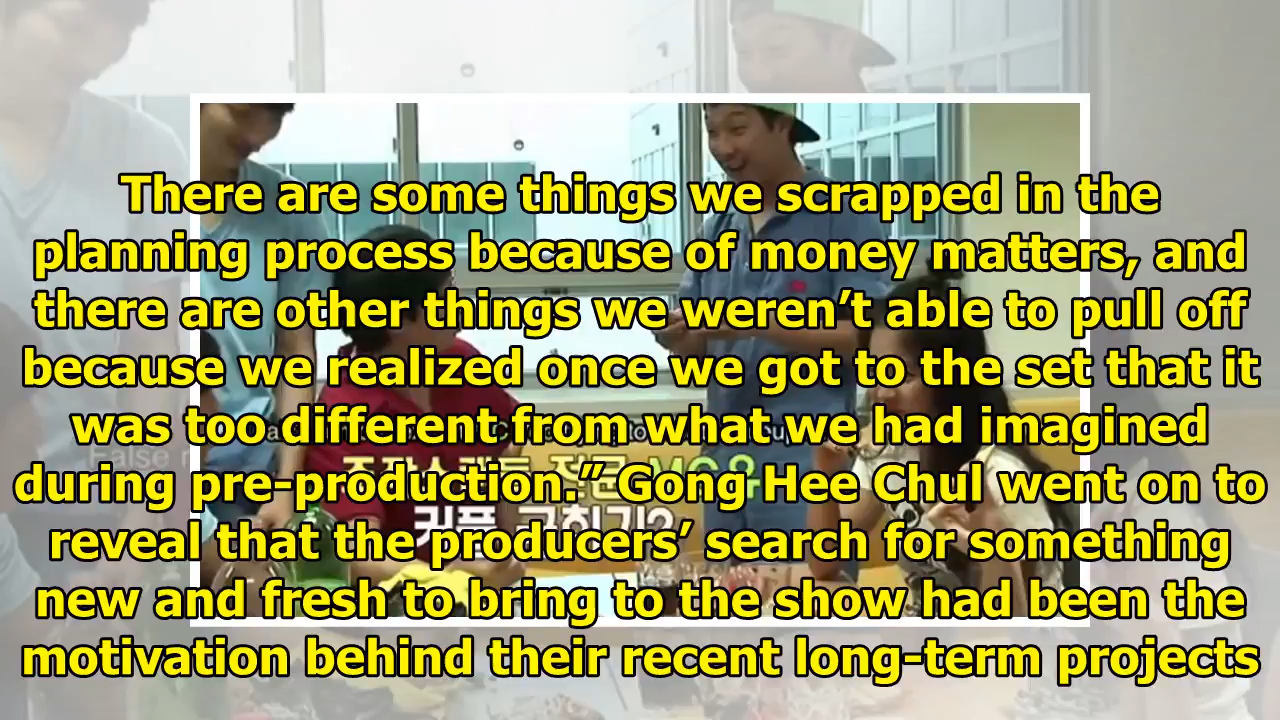 There are some things we scrapped in the
planning process because of money matters, and
there are other things we weren’t able to pull off
because we realized once we got to the set that it
was too different from what we had imagined
during pre-production.” Gong Hee Chul went on to
reveal that the producers’ search for something
new and fresh to bring to the show had been the
motivation behind their recent long-term projects
False